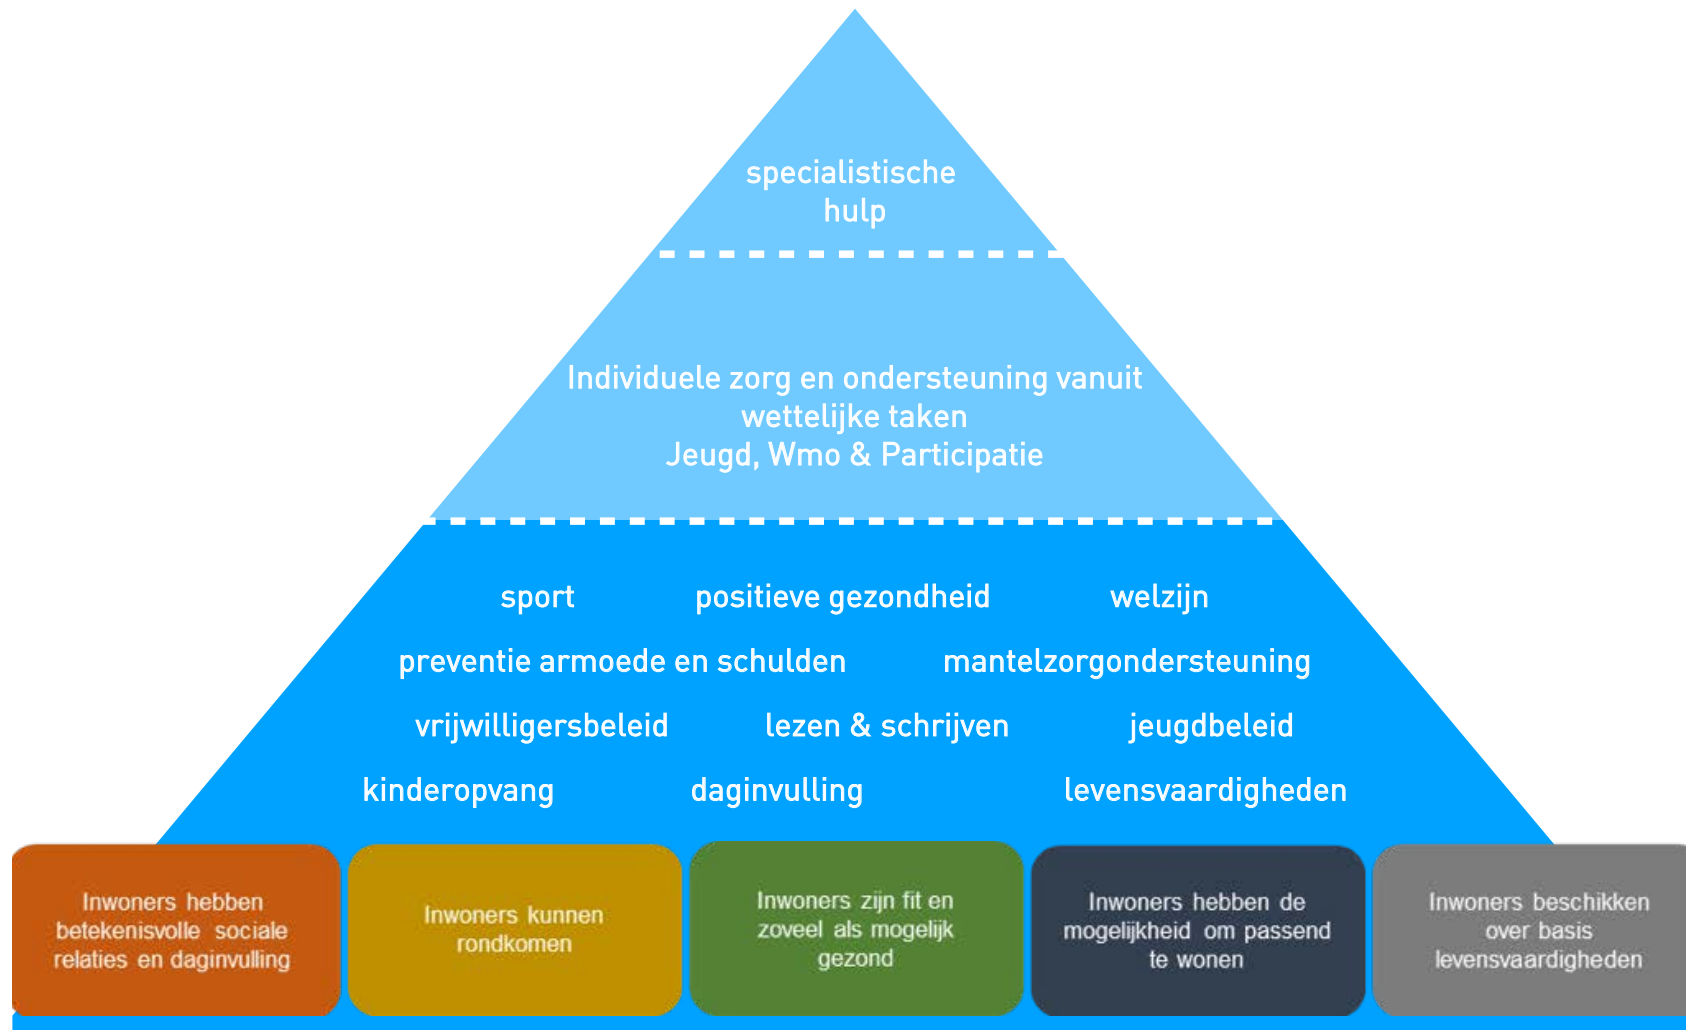 specialistische
hulp
Individuele zorg en ondersteuning vanuit
wettelijke taken
Jeugd, Wmo & Participatie
sport positieve gezondheid welzijn
preventie armoede en schulden mantelzorgondersteuning
vrijwilligersbeleid lezen & schrijven jeugdbeleid
kinderopvang daginvulling levensvaardigheden
Inwoners hebben
betekenisvolle sociale
relaties en daginvulling
Inwoners kunnen
rondkomen
Inwoners zijn fit en
zoveel als mogelijk
gezond
Inwoners hebben de
mogelijkheid om passend
te wonen
Inwoners beschikken
over basis
levensvaardigheden